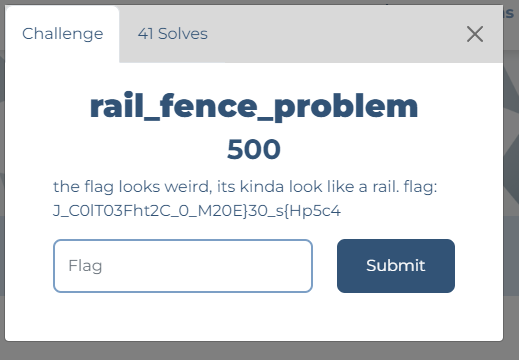 Challenge
41 Solves
rail_fence_problem
500
the flag looks weird, its kinda look like a rail. flag:
J_C0lT03Fht2C_0_M20E}30_s{Hp5c4
Flag
Submit